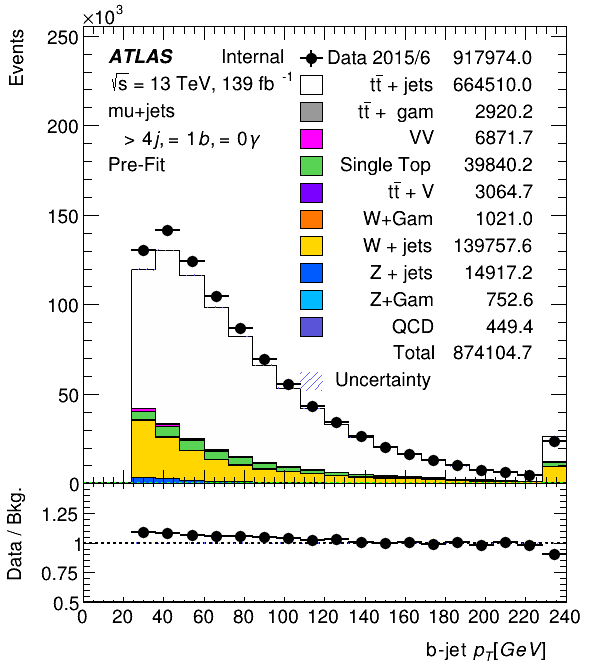 ×10³
Events
250
200
150
100
50
0
ATLAS Internal
√s = 13 TeV, 139 fb⁻¹
mu+jets
> 4j, = 1b, = 0γ
Pre-Fit
Data 2015/6 917974.0
tt̄ + jets 664510.0
tt̄ + gam 2920.2
VV 6871.7
Single Top 39840.2
tt̄ + V 3064.7
W+Gam 1021.0
W + jets 139757.6
Z + jets 14917.2
Z+Gam 752.6
QCD 449.4
Total 874104.7
Uncertainty
Data / Bkg.
1.25
1
0.75
0.5
0 20 40 60 80 100 120 140 160 180 200 220 240
b-jet p_T[GeV]